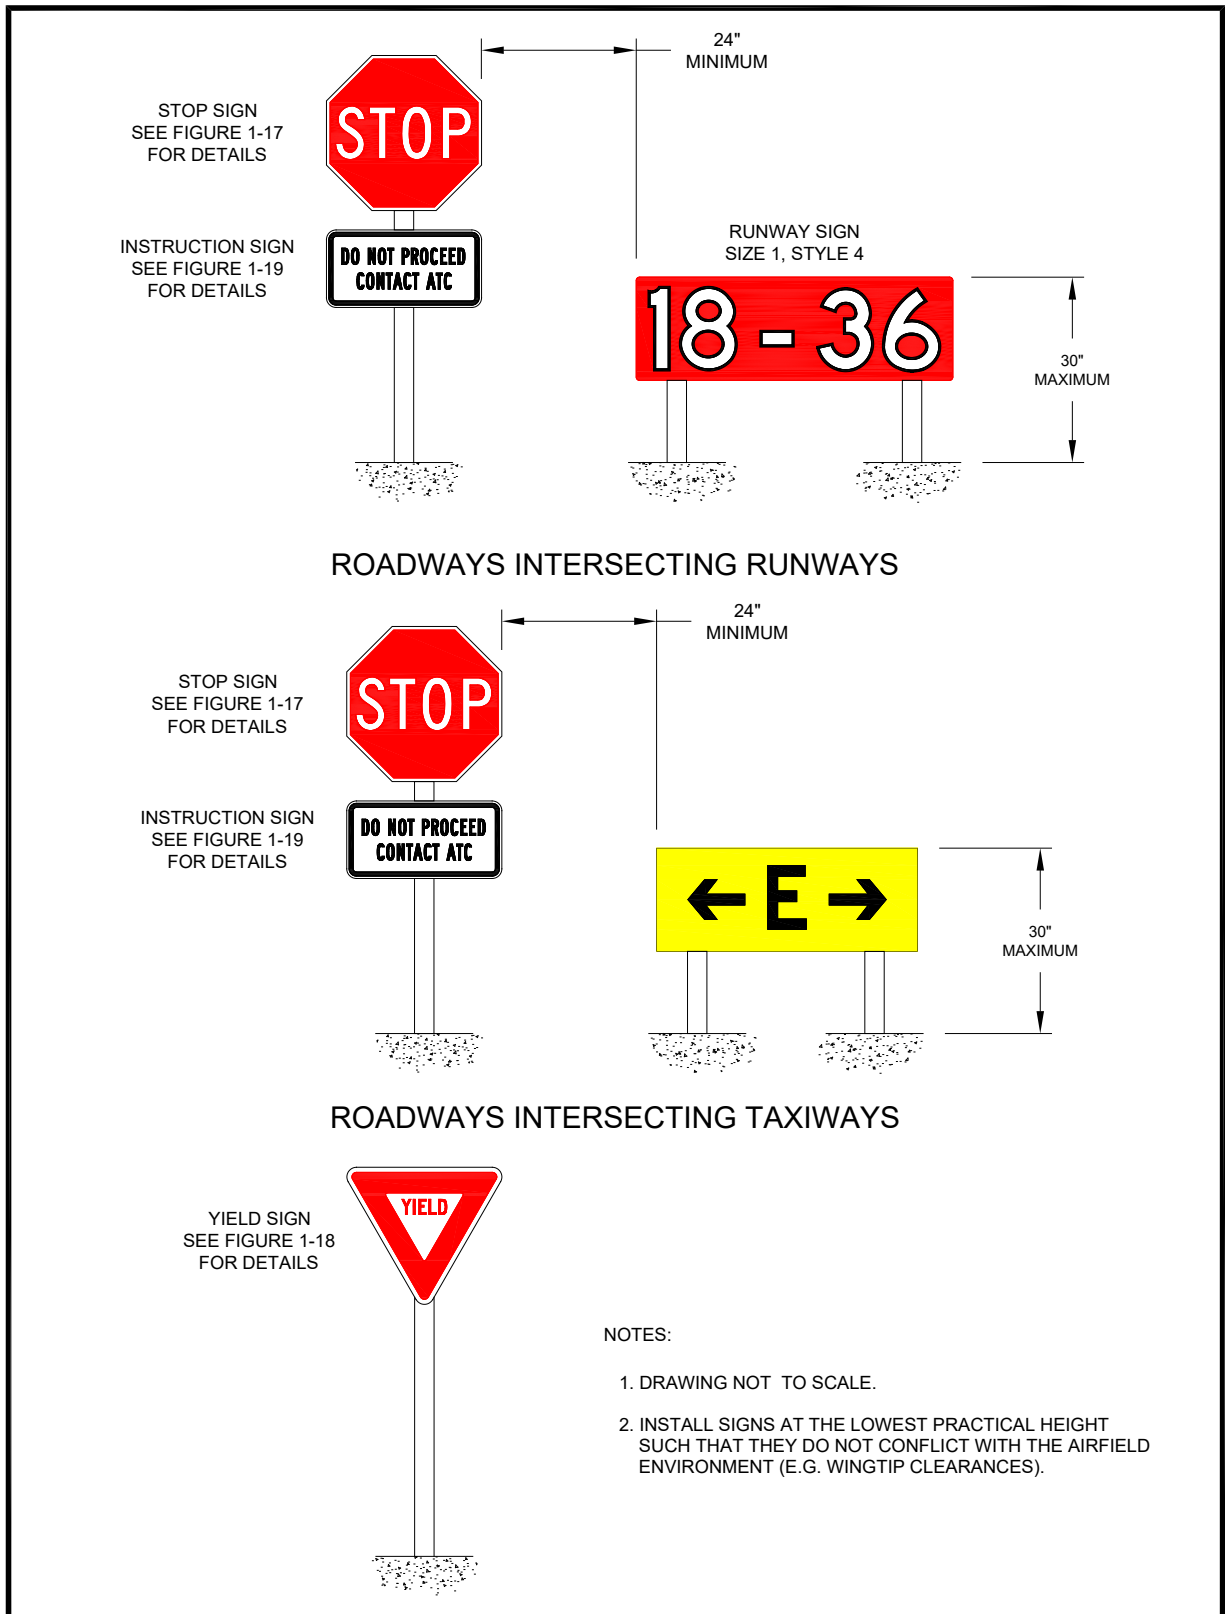 24"
MINIMUM
STOP SIGN
SEE FIGURE 1-17
FOR DETAILS
STOP
INSTRUCTION SIGN
SEE FIGURE 1-19
FOR DETAILS
DO NOT PROCEED
CONTACT ATC
RUNWAY SIGN
SIZE 1, STYLE 4
18 - 36
30"
MAXIMUM
ROADWAYS INTERSECTING RUNWAYS
24"
MINIMUM
STOP SIGN
SEE FIGURE 1-17
FOR DETAILS
STOP
INSTRUCTION SIGN
SEE FIGURE 1-19
FOR DETAILS
DO NOT PROCEED
CONTACT ATC
← E →
30"
MAXIMUM
ROADWAYS INTERSECTING TAXIWAYS
YIELD SIGN
SEE FIGURE 1-18
FOR DETAILS
YIELD
NOTES:
1. DRAWING NOT  TO SCALE.
2. INSTALL SIGNS AT THE LOWEST PRACTICAL HEIGHT
SUCH THAT THEY DO NOT CONFLICT WITH THE AIRFIELD
ENVIRONMENT (E.G. WINGTIP CLEARANCES).